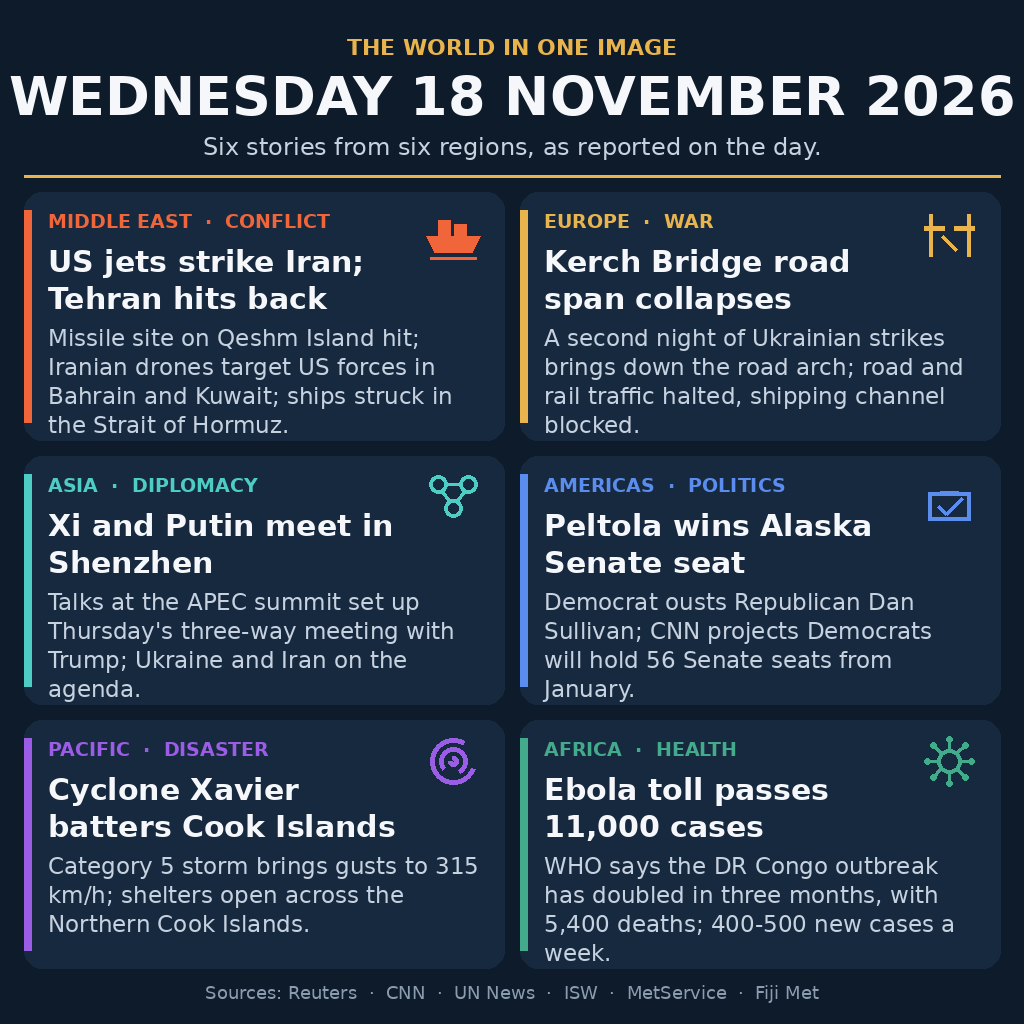 THE WORLD IN ONE IMAGE
WEDNESDAY 18 NOVEMBER 2026
Six stories from six regions, as reported on the day.
MIDDLE EAST · CONFLICT
US jets strike Iran;
Tehran hits back
Missile site on Qeshm Island hit;
Iranian drones target US forces in
Bahrain and Kuwait; ships struck in
the Strait of Hormuz.
EUROPE · WAR
Kerch Bridge road
span collapses
A second night of Ukrainian strikes
brings down the road arch; road and
rail traffic halted, shipping channel
blocked.
ASIA · DIPLOMACY
Xi and Putin meet in
Shenzhen
Talks at the APEC summit set up
Thursday's three-way meeting with
Trump; Ukraine and Iran on the
agenda.
AMERICAS · POLITICS
Peltola wins Alaska
Senate seat
Democrat ousts Republican Dan
Sullivan; CNN projects Democrats
will hold 56 Senate seats from
January.
PACIFIC · DISASTER
Cyclone Xavier
batters Cook Islands
Category 5 storm brings gusts to 315
km/h; shelters open across the
Northern Cook Islands.
AFRICA · HEALTH
Ebola toll passes
11,000 cases
WHO says the DR Congo outbreak
has doubled in three months, with
5,400 deaths; 400-500 new cases a
week.
Sources: Reuters · CNN · UN News · ISW · MetService · Fiji Met